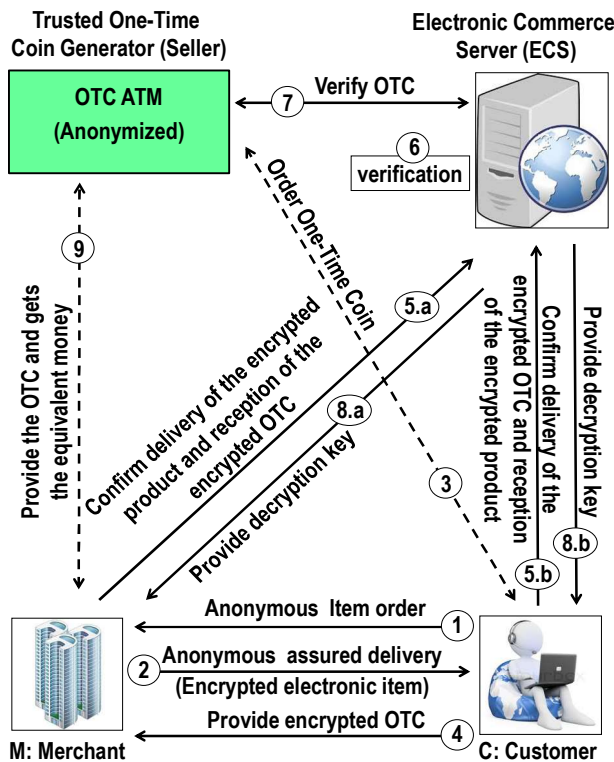 Trusted One-Time
Coin Generator (Seller)
Electronic Commerce
Server (ECS)
OTC ATM
(Anonymized)
7
Verify OTC
6
verification
9
Provide the OTC and gets
the equivalent money
Order One-Time Coin
3
5.a
Confirm delivery of the encrypted
product and reception of the
encrypted OTC
8.a
Provide decryption key
Confirm delivery of the
encrypted OTC and reception
of the encrypted product
5.b
Provide decryption key
8.b
Anonymous Item order
1
2
Anonymous assured delivery
(Encrypted electronic item)
Provide encrypted OTC
4
M: Merchant
C: Customer